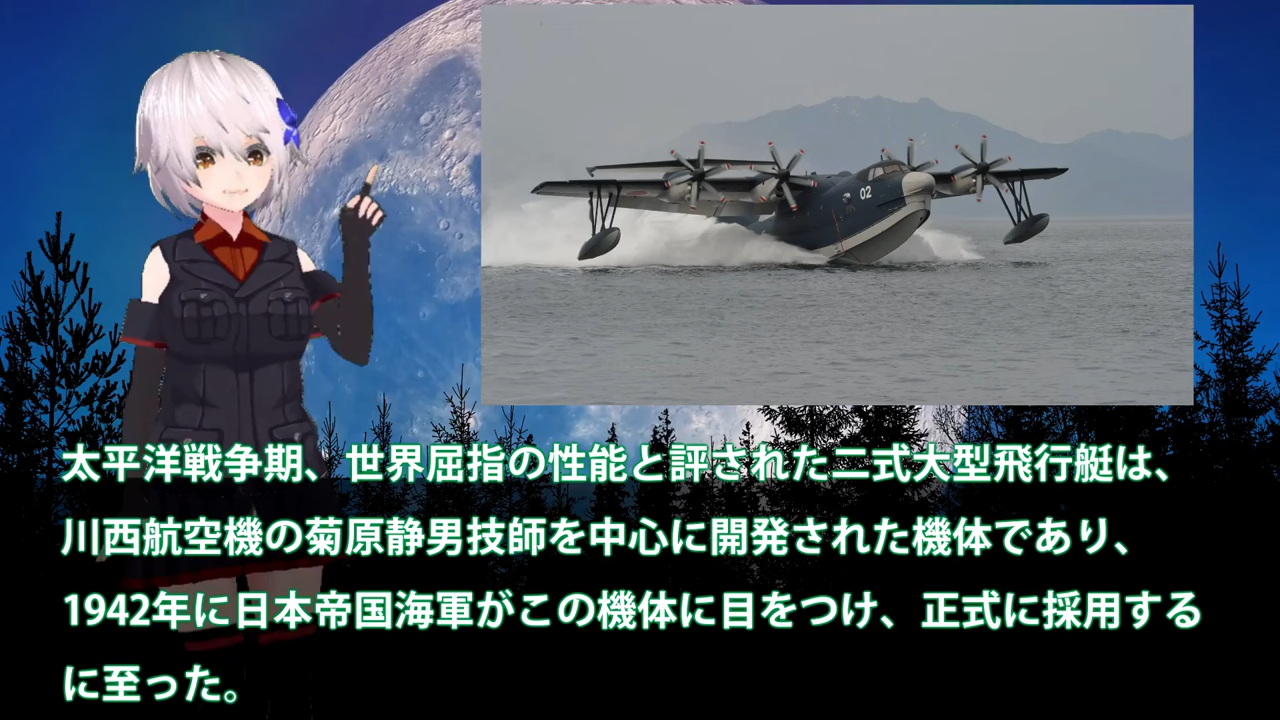 02
太平洋戦争期、世界屈指の性能と評された二式大型飛行艇は、
川西航空機の菊原静男技師を中心に開発された機体であり、
1942年に日本帝国海軍がこの機体に目をつけ、正式に採用する
に至った。